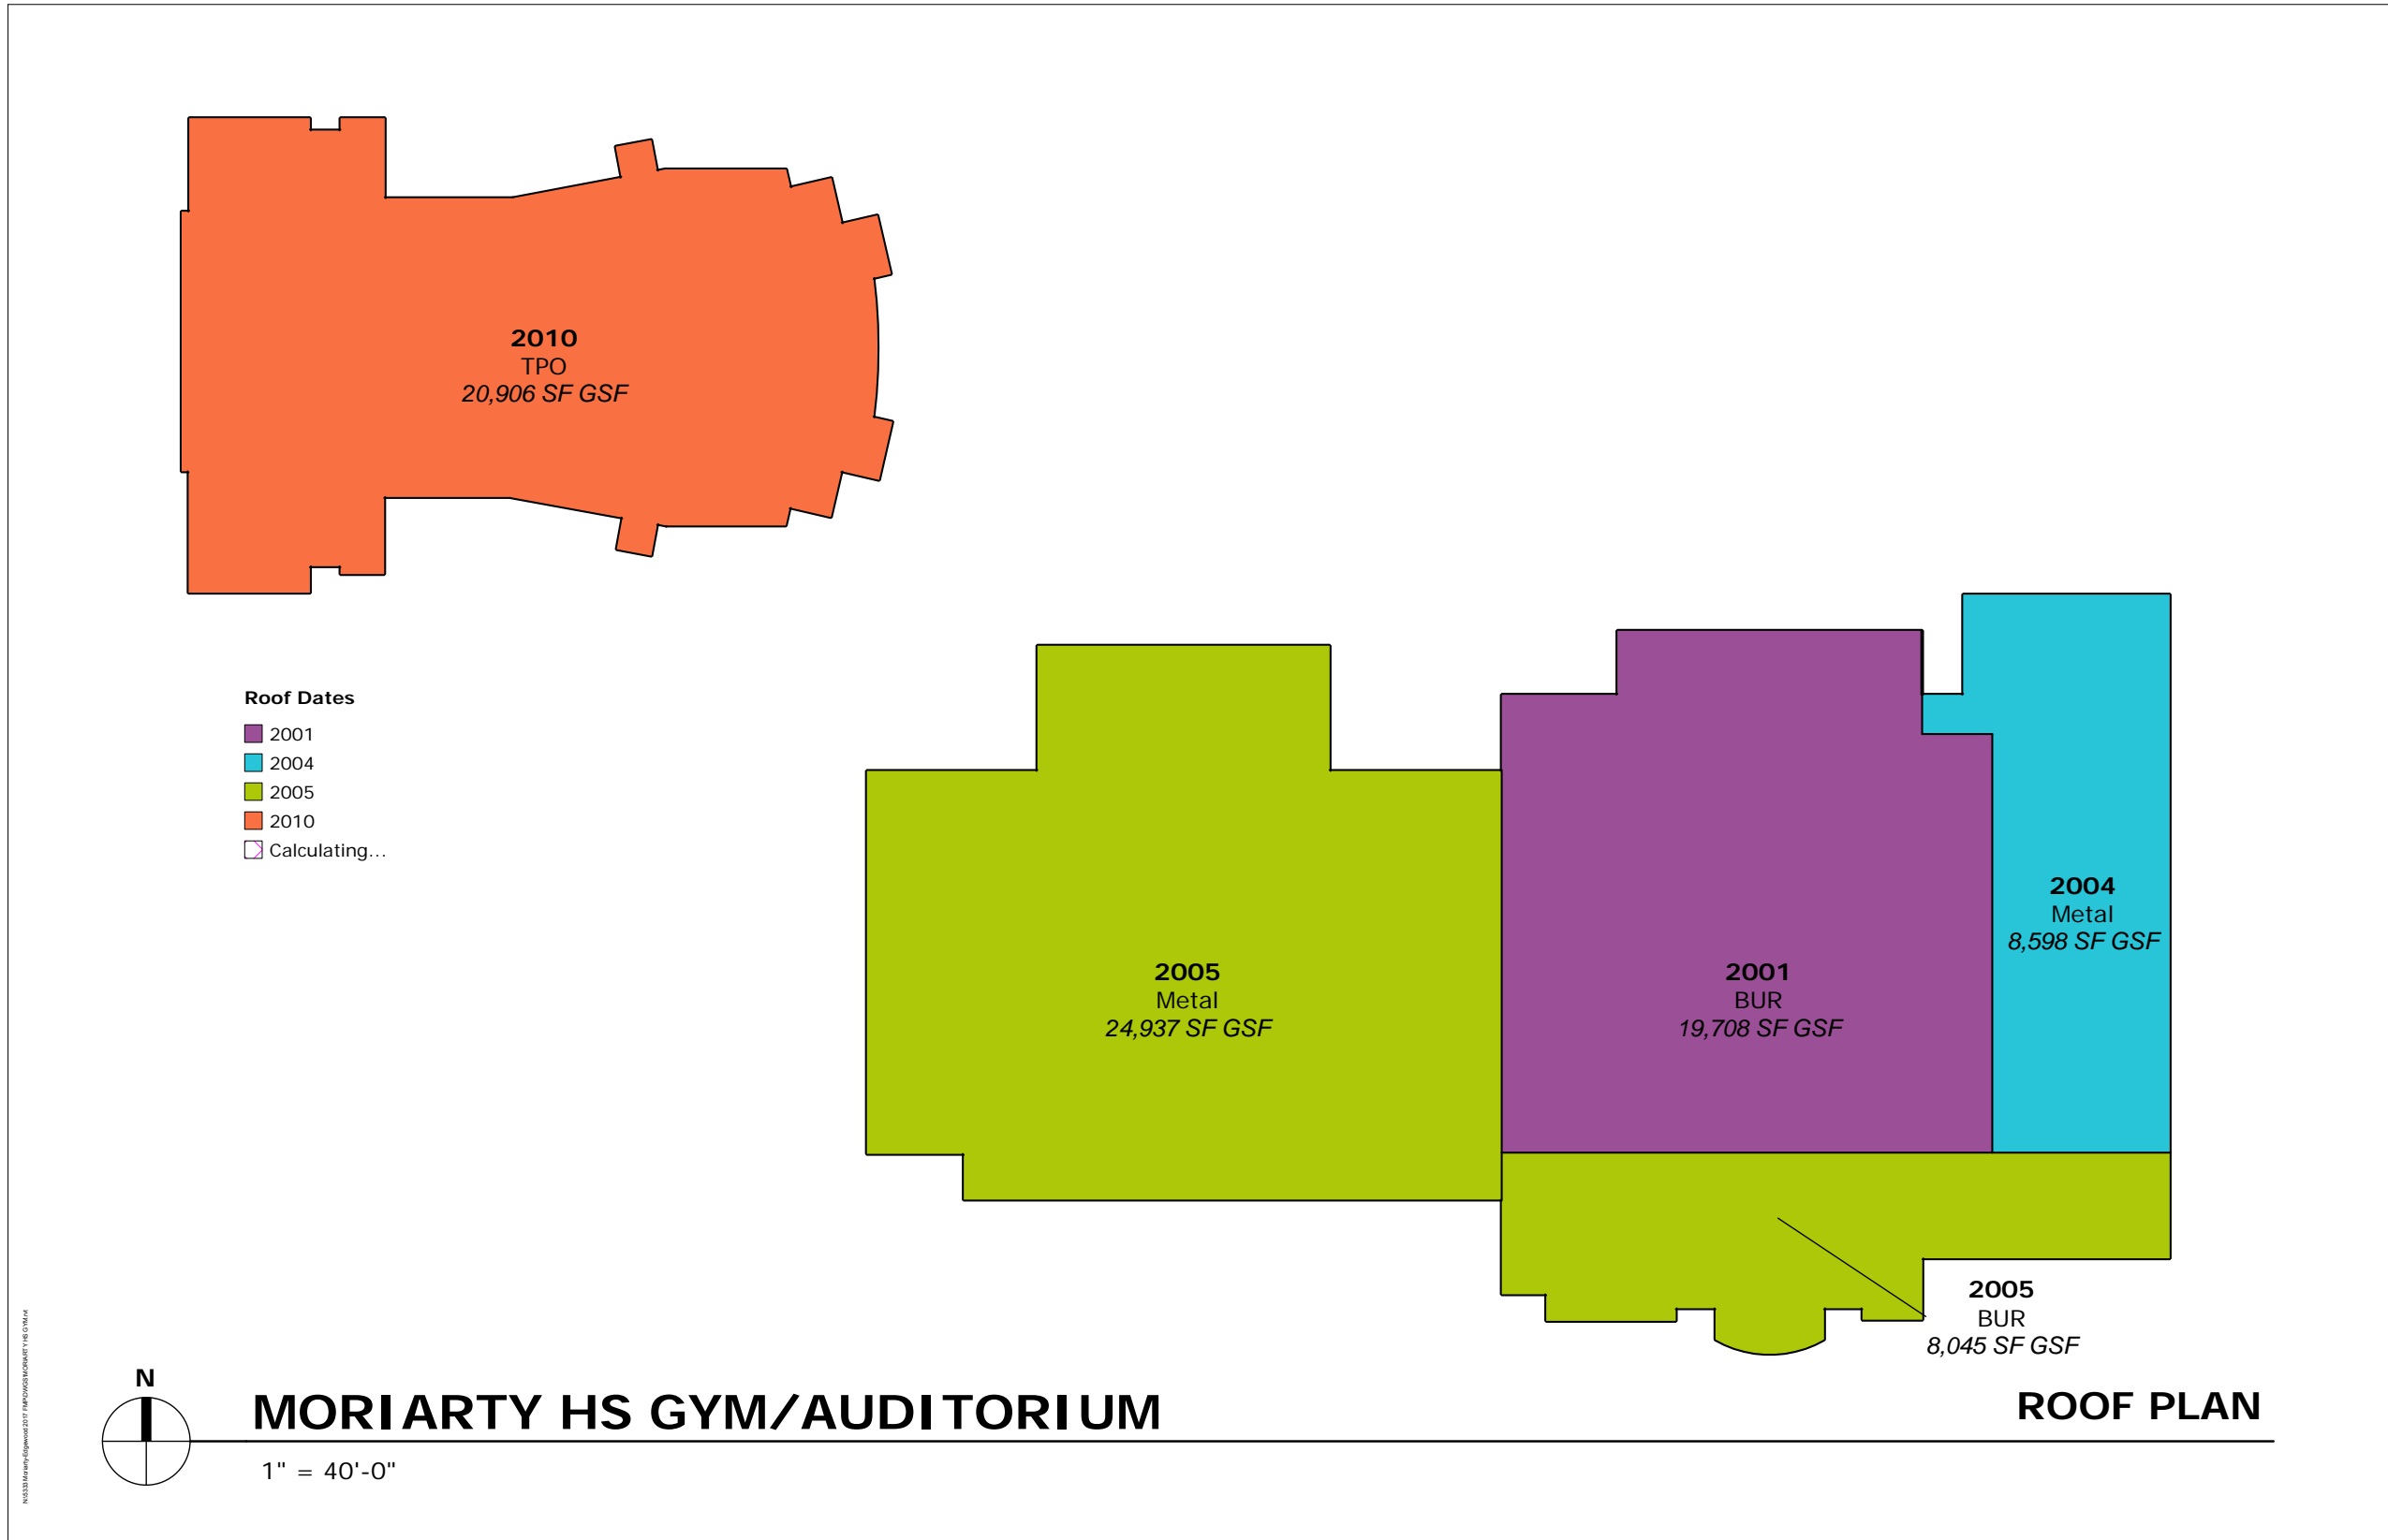 2010
TPO
20,906 SF GSF
Roof Dates
2001
2004
2005
2010
Calculating...
2004
Metal
8,598 SF GSF
2005
Metal
24,937 SF GSF
2001
BUR
19,708 SF GSF
2005
BUR
8,045 SF GSF
N
MORIARTY HS GYM/AUDITORIUM
ROOF PLAN
1" = 40'-0"